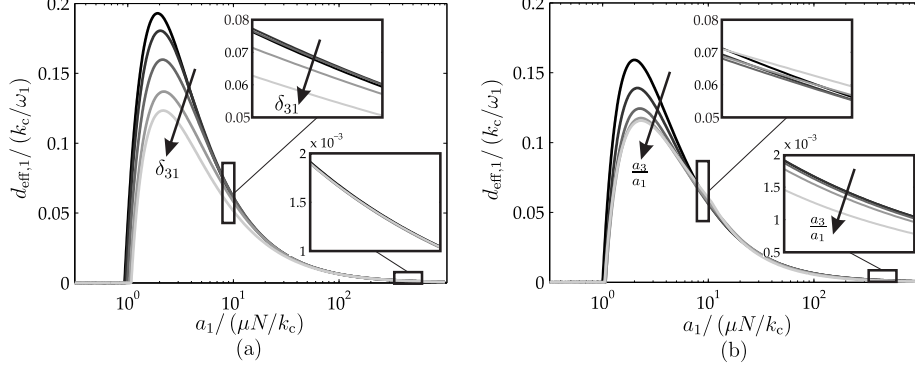 0.2
0.15
0.1
0.05
0
d_eff,1/ (k_c/ω_1)
10^0
10^1
10^2
a_1/ (μN/k_c)
(a)
δ_31
0.08
0.07
0.06
0.05
δ_31
x 10^-3
2
1.5
1
0.2
0.15
0.1
0.05
0
d_eff,1/ (k_c/ω_1)
10^0
10^1
10^2
a_1/ (μN/k_c)
(b)
a_3/a_1
0.08
0.07
0.06
0.05
x 10^-3
2
1.5
1
0.5
a_3/a_1